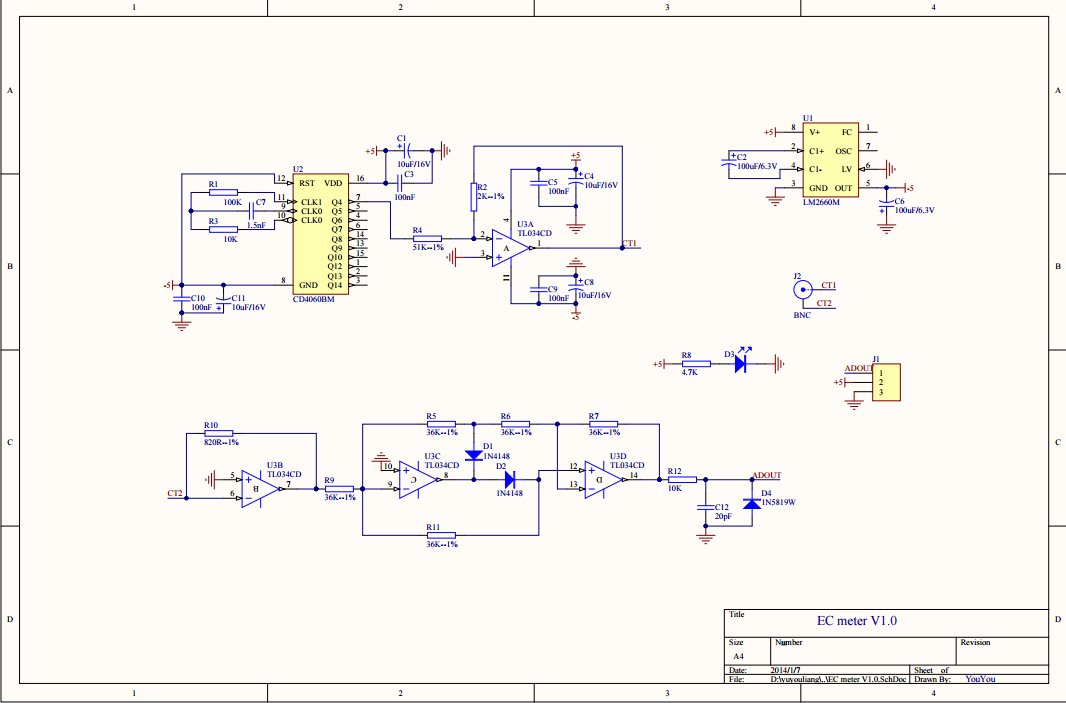 1 2 3 4
A A
B B
C C
D D
1 2 3 4
U2
12 RST VDD 16
11 CLK1 Q4 7
9 CLK0 Q5 5
10 CLK0 Q6 4
Q7 6
Q8 14
Q9 13
Q10 15
Q12 1
Q13 2
8 GND Q14 3
CD4060BM
R1
100K
C7
1.5nF
R3
10K
-5
C10
100nF
C11
10uF/16V
+5
C1
10uF/16V
C3
100nF
R4
51K--1%
R2
2K--1%
U3A
TL034CD
2
3
4
11
1
A
CT1
+5
C5
100nF
C4
10uF/16V
C9
100nF
C8
10uF/16V
-5
U1
+5 8 V+ FC 1
2 C1+ OSC 7
4 C1- LV 6
3 GND OUT 5 -5
LM2660M
C2
100uF/6.3V
C6
100uF/6.3V
J2
CT1
CT2
BNC
+5
R8
4.7K
D3
J1
ADOUT 1
+5 2
3
R10
820R--1%
U3B
TL034CD
5
6
7
B
CT2
R9
36K--1%
R5
36K--1%
R6
36K--1%
R7
36K--1%
U3C
TL034CD
10
9
8
C
D1
1N4148
D2
1N4148
R11
36K--1%
U3D
TL034CD
12
13
14
D
R12
10K
ADOUT
C12
20pF
D4
1N5819W
Title
EC meter V1.0
Size
A4
Number
Revision
Date: 2014/1/7 Sheet of
File: D:\yuyouliang\..\EC meter V1.0.SchDoc Drawn By: YouYou